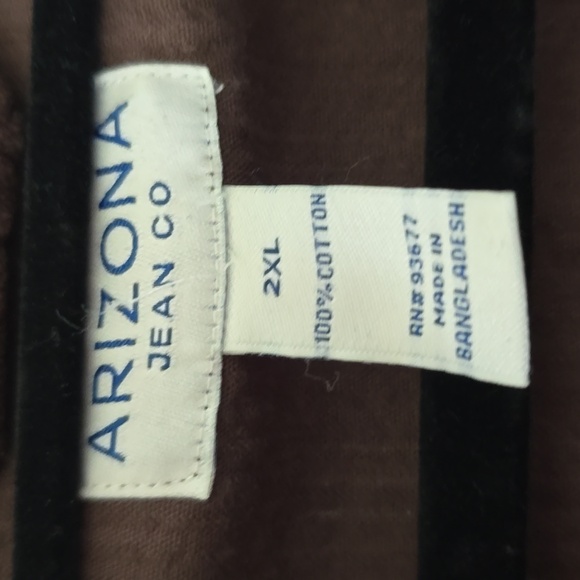 ARIZONA
JEAN CO
2XL
100% COTTON
RN# 93677
MADE IN
BANGLADESH